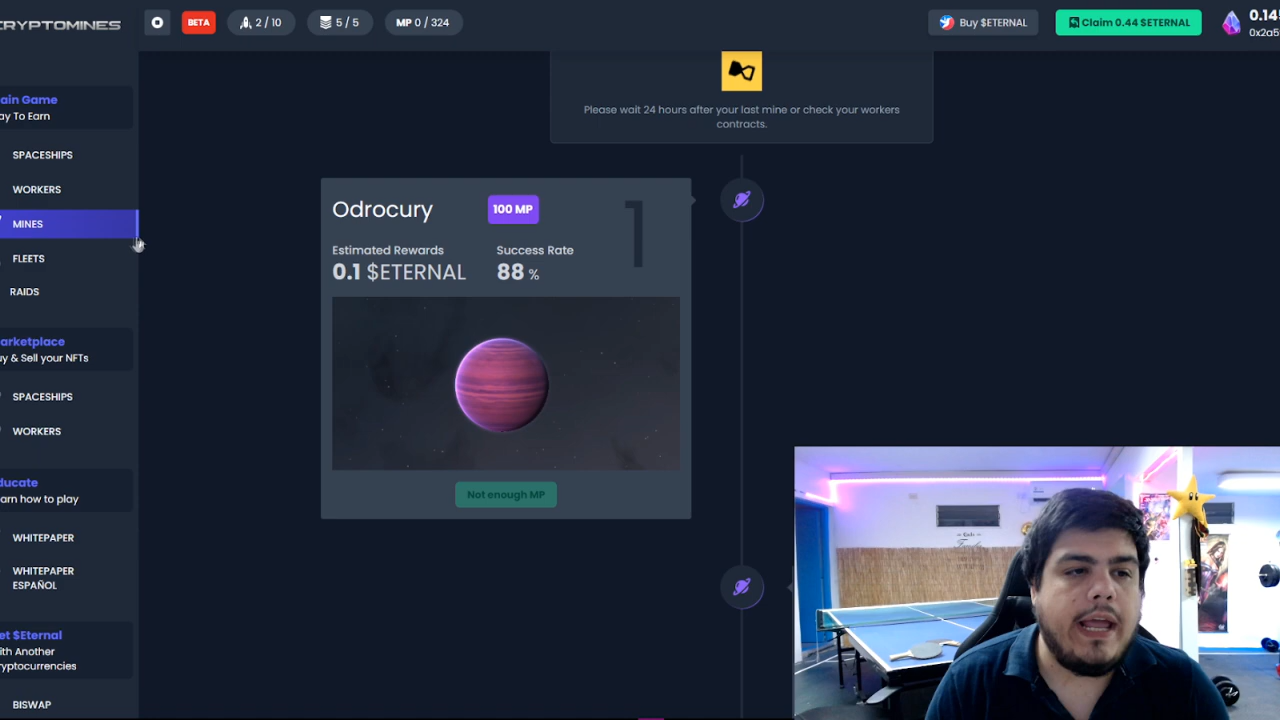 CRYPTOMINES
BETA
2 / 10
5 / 5
MP 0 / 324
Buy $ETERNAL
Claim 0.44 $ETERNAL
0.145
0x2a5
ain Game
ay To Earn
SPACESHIPS
WORKERS
MINES
FLEETS
RAIDS
arketplace
uy & Sell your NFTs
SPACESHIPS
WORKERS
ducate
arn how to play
WHITEPAPER
WHITEPAPER
ESPAÑOL
et $Eternal
ith Another
ryptocurrencies
BISWAP
Please wait 24 hours after your last mine or check your workers
contracts.
Odrocury
100 MP
1
Estimated Rewards
Success Rate
0.1 $ETERNAL
88 %
Not enough MP